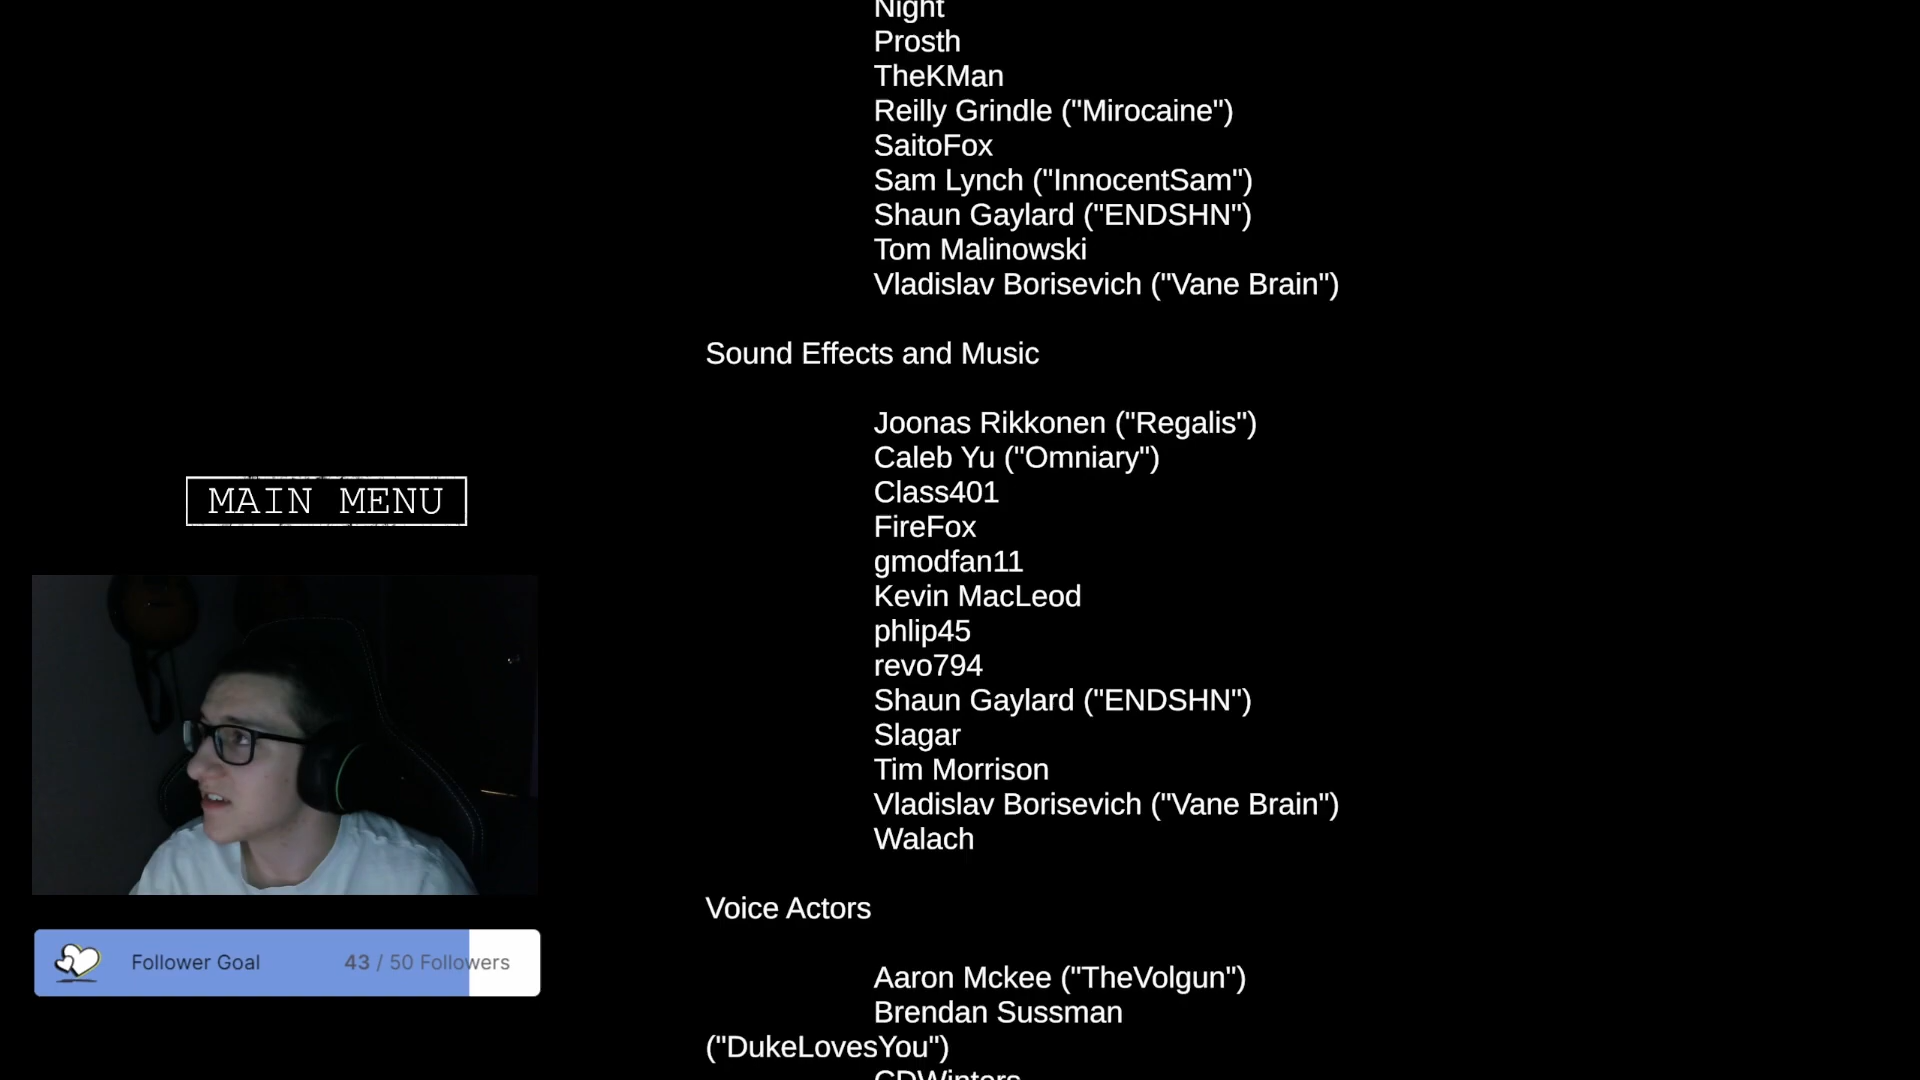 Night
Prosth
TheKMan
Reilly Grindle ("Mirocaine")
SaitoFox
Sam Lynch ("InnocentSam")
Shaun Gaylard ("ENDSHN")
Tom Malinowski
Vladislav Borisevich ("Vane Brain")
Sound Effects and Music
Joonas Rikkonen ("Regalis")
Caleb Yu ("Omniary")
Class401
FireFox
gmodfan11
Kevin MacLeod
phlip45
revo794
Shaun Gaylard ("ENDSHN")
Slagar
Tim Morrison
Vladislav Borisevich ("Vane Brain")
Walach
Voice Actors
Aaron Mckee ("TheVolgun")
Brendan Sussman
("DukeLovesYou")
CDWinters
MAIN MENU
Follower Goal 43 / 50 Followers